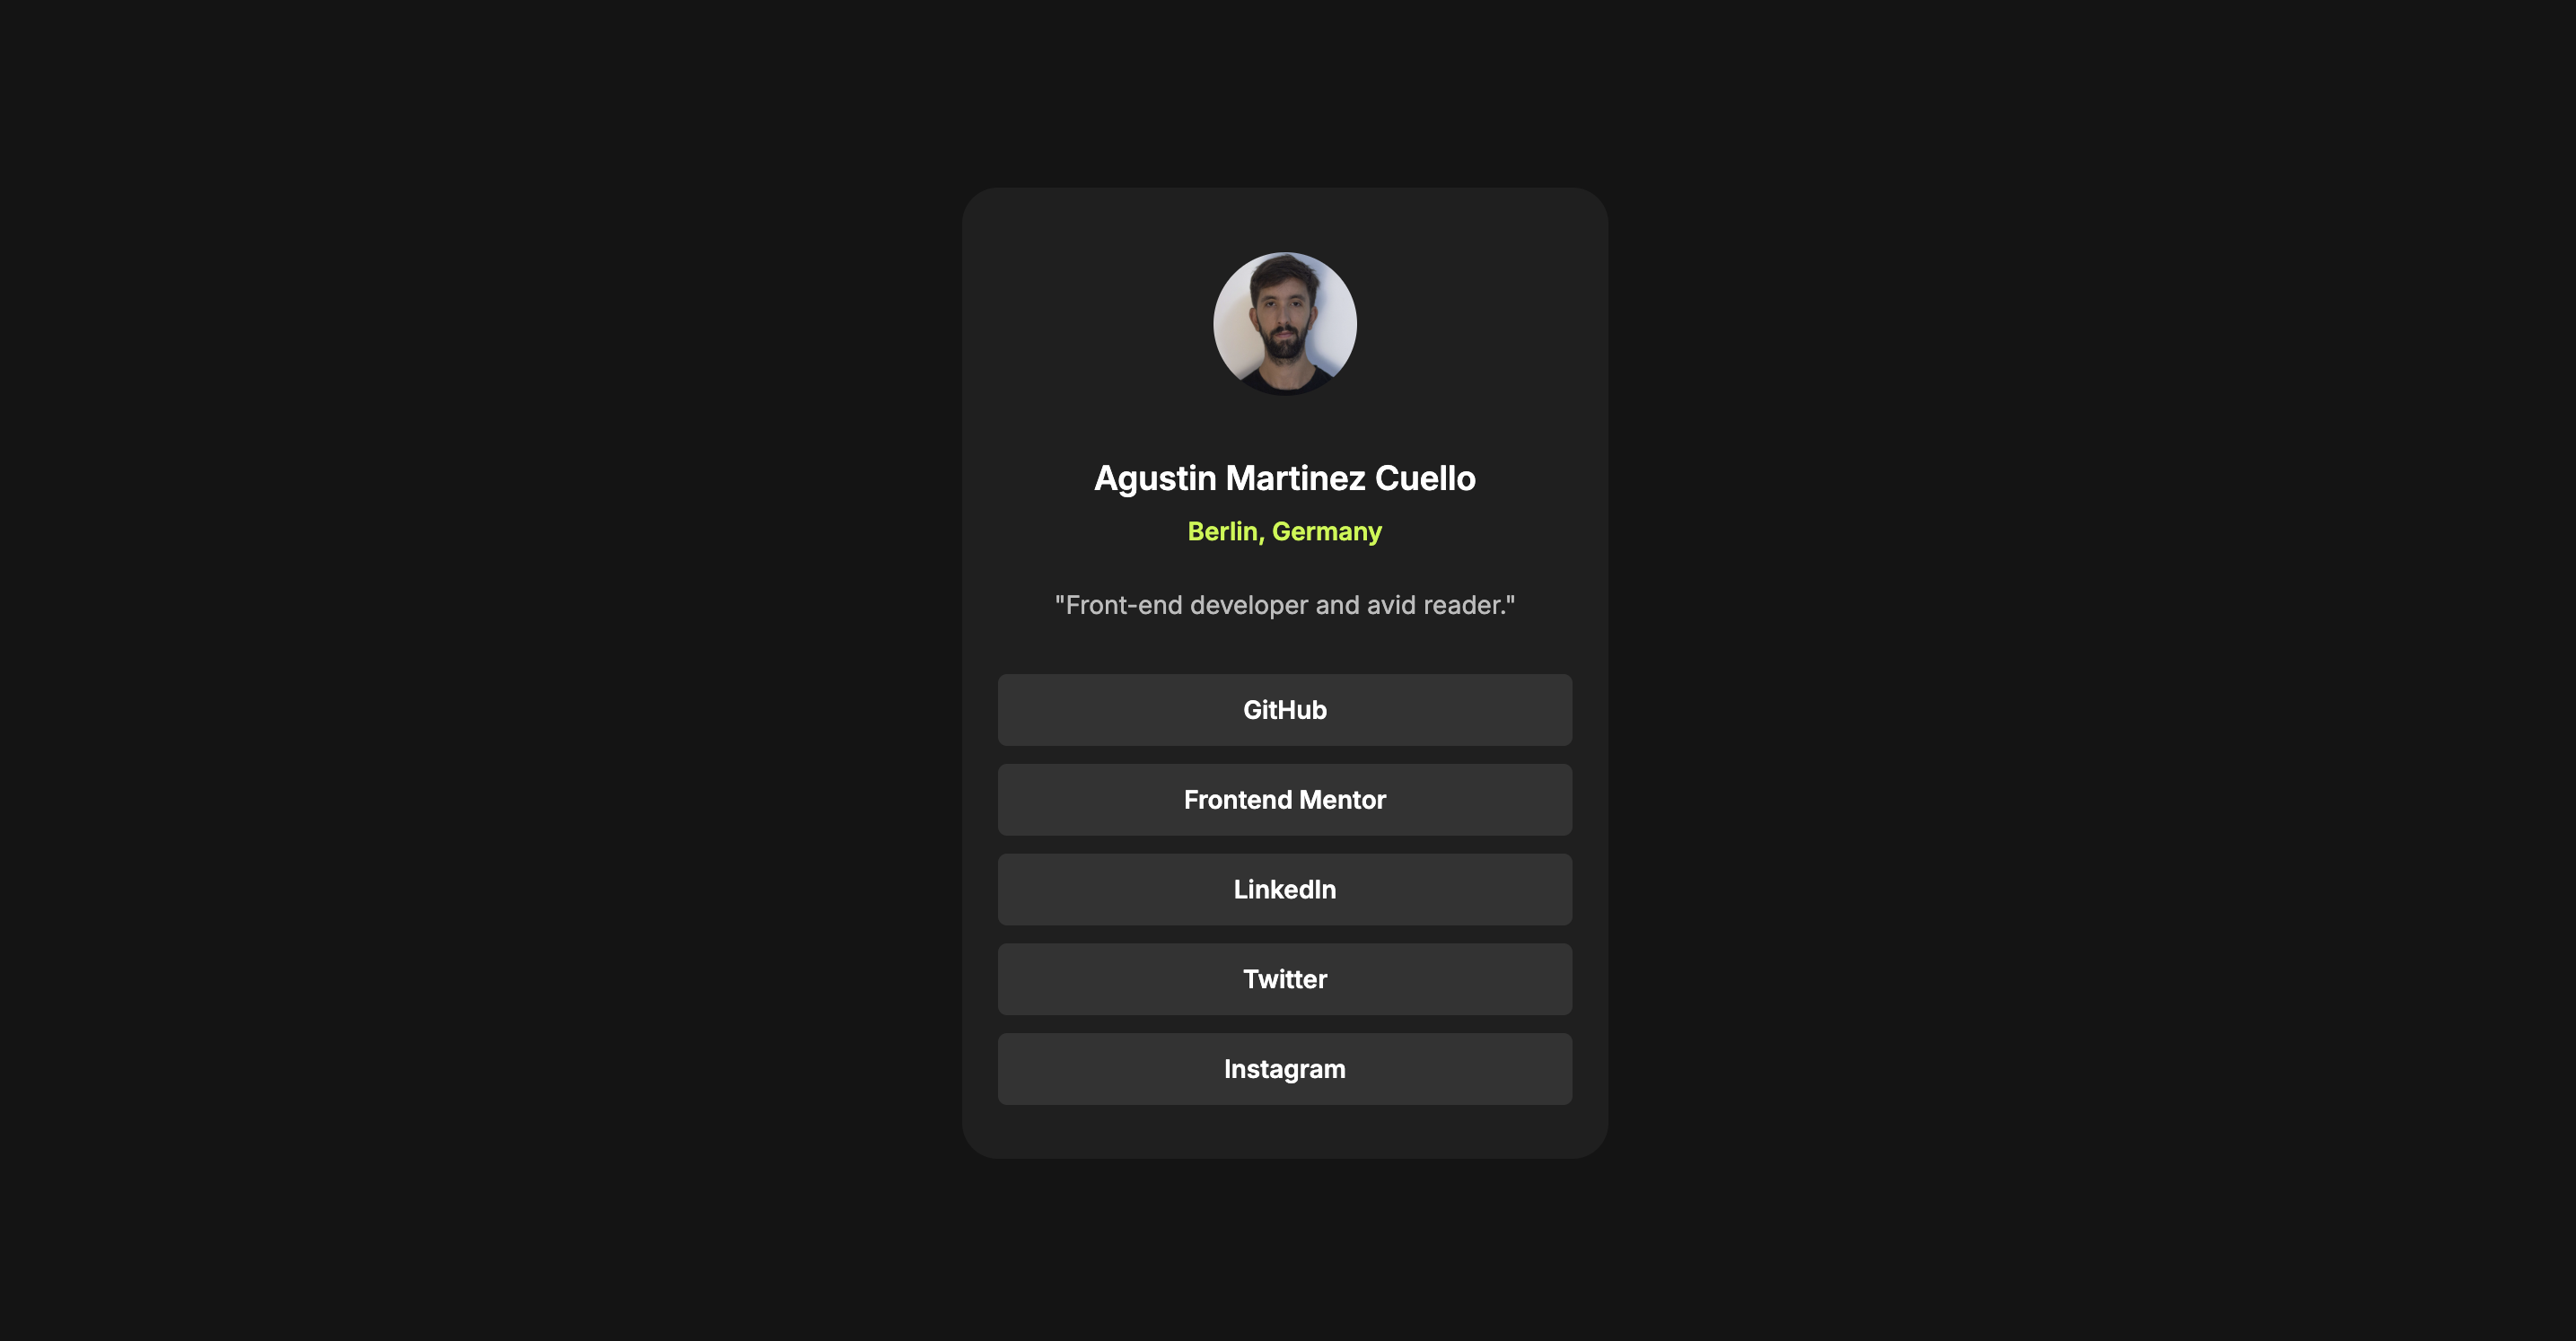 Agustin Martinez Cuello
Berlin, Germany
"Front-end developer and avid reader."
GitHub
Frontend Mentor
LinkedIn
Twitter
Instagram